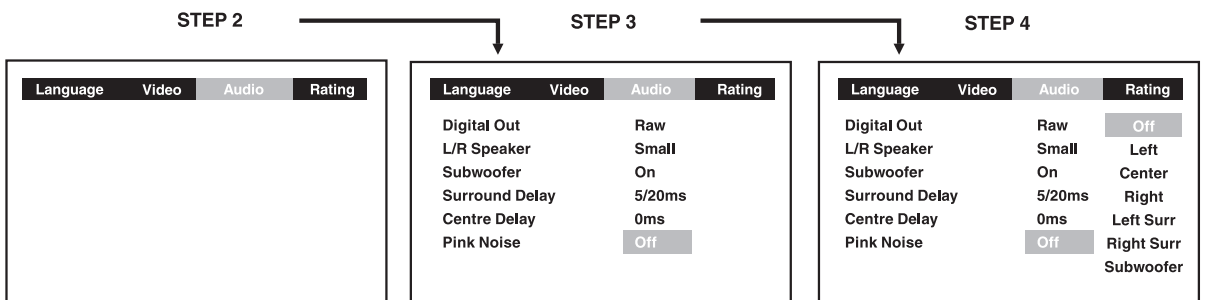 STEP 2
STEP 3
STEP 4
Language Video Audio Rating
Language Video Audio Rating
Digital Out Raw
L/R Speaker Small
Subwoofer On
Surround Delay 5/20ms
Centre Delay 0ms
Pink Noise Off
Language Video Audio Rating
Digital Out Raw Off
L/R Speaker Small Left
Subwoofer On Center
Surround Delay 5/20ms Right
Centre Delay 0ms Left Surr
Pink Noise Off Right Surr
Subwoofer